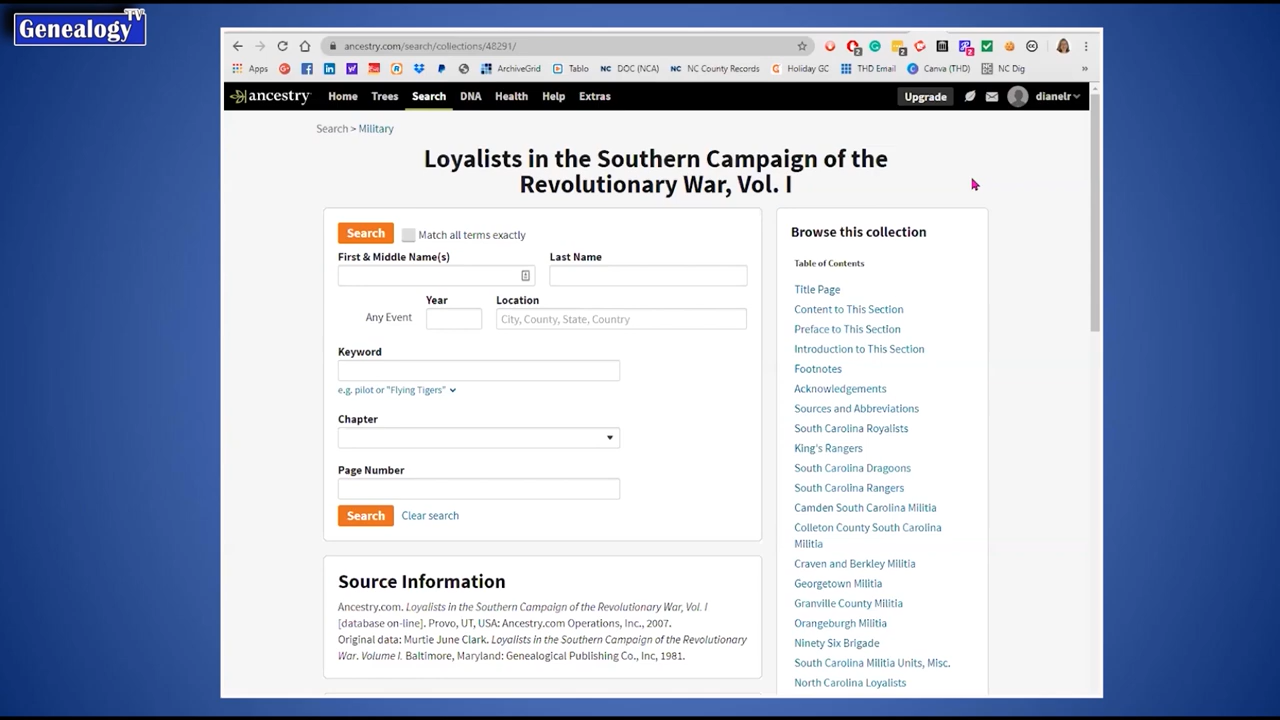 Genealogy TV
ancestry.com/search/collections/48291/
2
2
2
Apps
ArchiveGrid
Tablo
DOC (NCA)
NC County Records
Holiday GC
THD Email
Canva (THD)
NC Dig
»
ancestry
Home
Trees
Search
DNA
Health
Help
Extras
Upgrade
dianelr
Search > Military
Loyalists in the Southern Campaign of the
Revolutionary War, Vol. I
Search
Match all terms exactly
First & Middle Name(s)
Last Name
Year
Location
Any Event
City, County, State, Country
Keyword
e.g. pilot or "Flying Tigers"
Chapter
Page Number
Search
Clear search
Source Information
Ancestry.com. Loyalists in the Southern Campaign of the Revolutionary War, Vol. I
[database on-line]. Provo, UT, USA: Ancestry.com Operations, Inc., 2007.
Original data: Murtie June Clark. Loyalists in the Southern Campaign of the Revolutionary
War. Volume I. Baltimore, Maryland: Genealogical Publishing Co., Inc, 1981.
Browse this collection
Table of Contents
Title Page
Content to This Section
Preface to This Section
Introduction to This Section
Footnotes
Acknowledgements
Sources and Abbreviations
South Carolina Royalists
King's Rangers
South Carolina Dragoons
South Carolina Rangers
Camden South Carolina Militia
Colleton County South Carolina
Militia
Craven and Berkley Militia
Georgetown Militia
Granville County Militia
Orangeburgh Militia
Ninety Six Brigade
South Carolina Militia Units, Misc.
North Carolina Loyalists